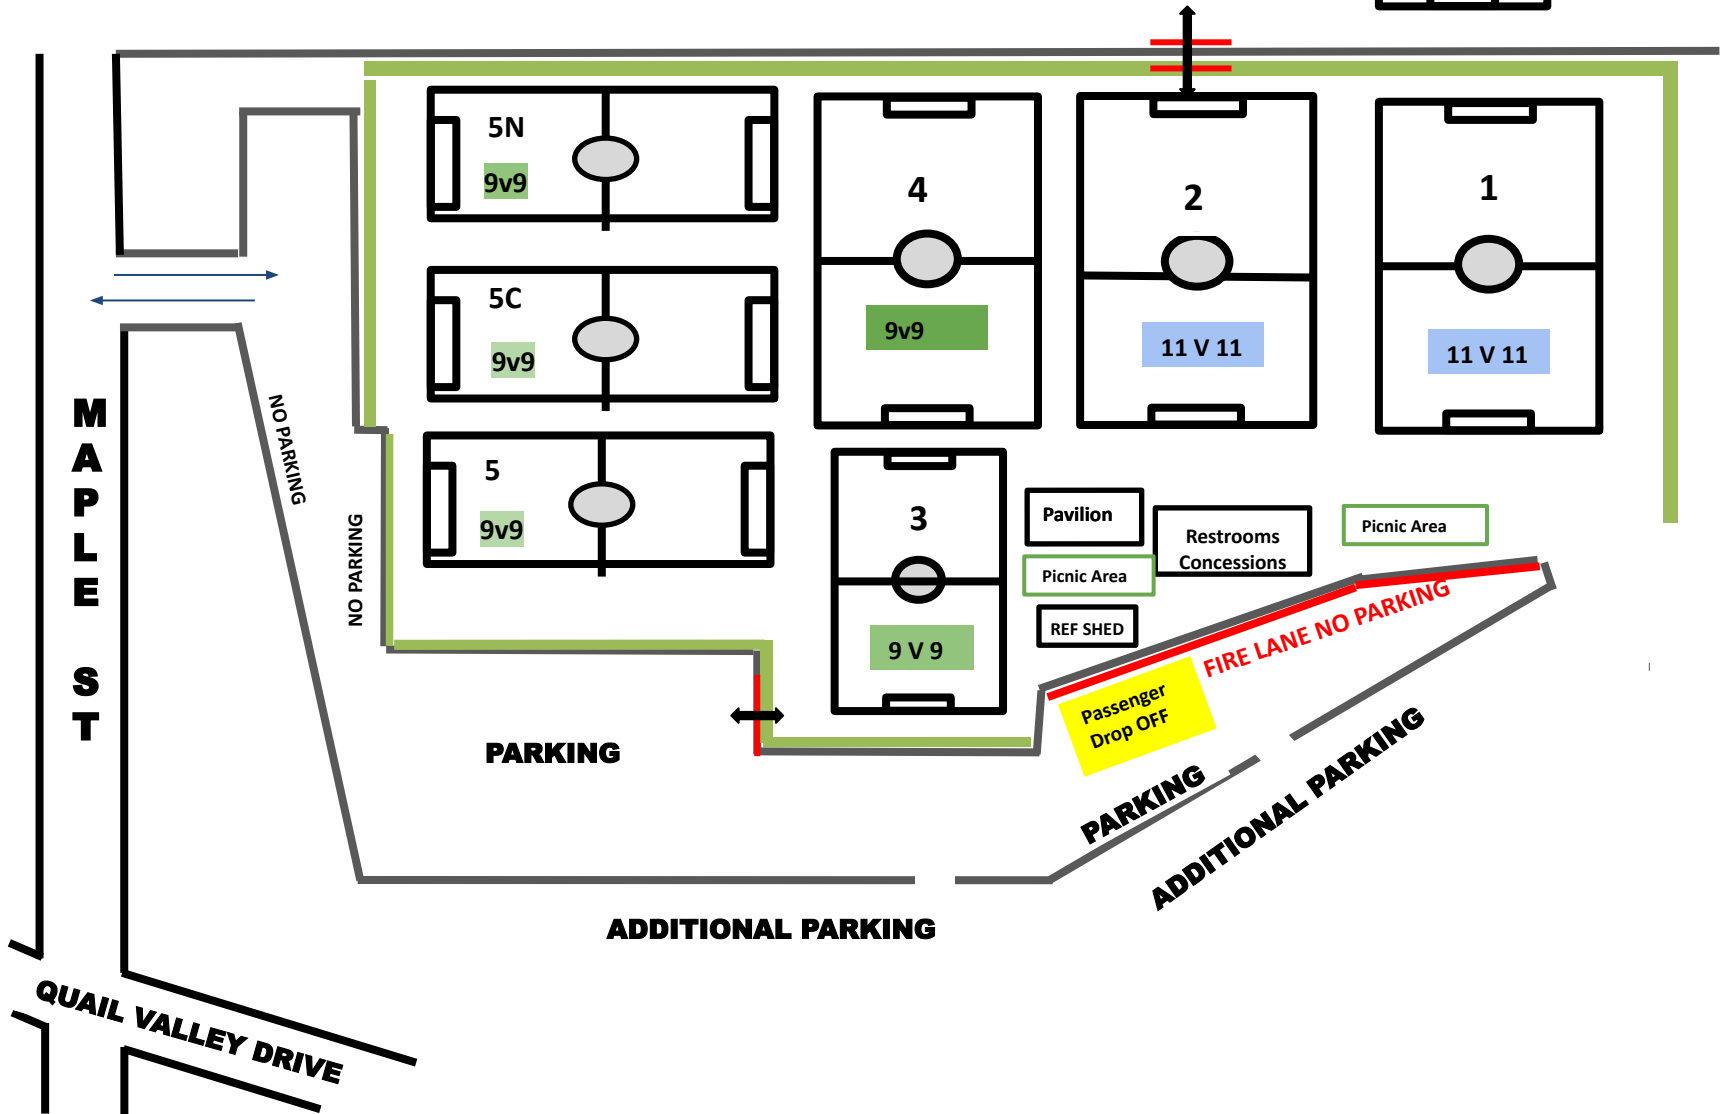 5N
9v9
4
2
1
5C
9v9
9v9
11 V 11
11 V 11
MAPLE ST
NO PARKING
NO PARKING
5
9v9
3
9 V 9
Pavilion
Restrooms
Concessions
Picnic Area
Picnic Area
REF SHED
FIRE LANE NO PARKING
Passenger
Drop OFF
PARKING
PARKING
ADDITIONAL PARKING
ADDITIONAL PARKING
QUAIL VALLEY DRIVE